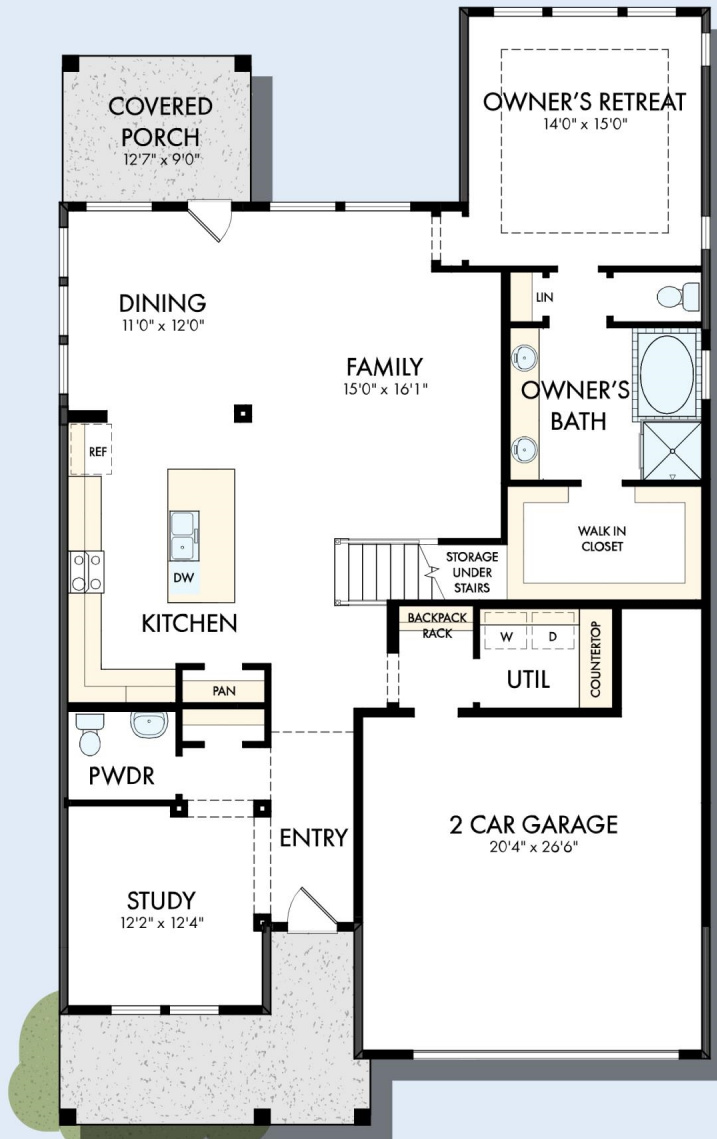 OWNER'S RETREAT
14'0" x 15'0"
COVERED
PORCH
12'7" x 9'0"
LIN
DINING
11'0" x 12'0"
FAMILY
15'0" x 16'1"
OWNER'S
BATH
REF
WALK IN
CLOSET
STORAGE
UNDER
STAIRS
DW
KITCHEN
BACKPACK
RACK
W
D
COUNTERTOP
UTIL
PAN
PWDR
ENTRY
2 CAR GARAGE
20'4" x 26'6"
STUDY
12'2" x 12'4"